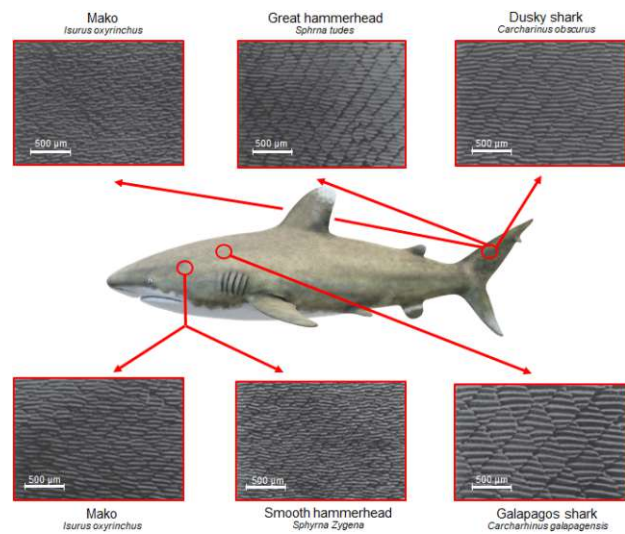 Mako
Isurus oxyrinchus
Great hammerhead
Sphrna tudes
Dusky shark
Carcharinus obscurus
500 µm
500 µm
500 µm
500 µm
500 µm
500 µm
Mako
Isurus oxyrinchus
Smooth hammerhead
Sphyrna Zygena
Galapagos shark
Carcharhinus galapagensis